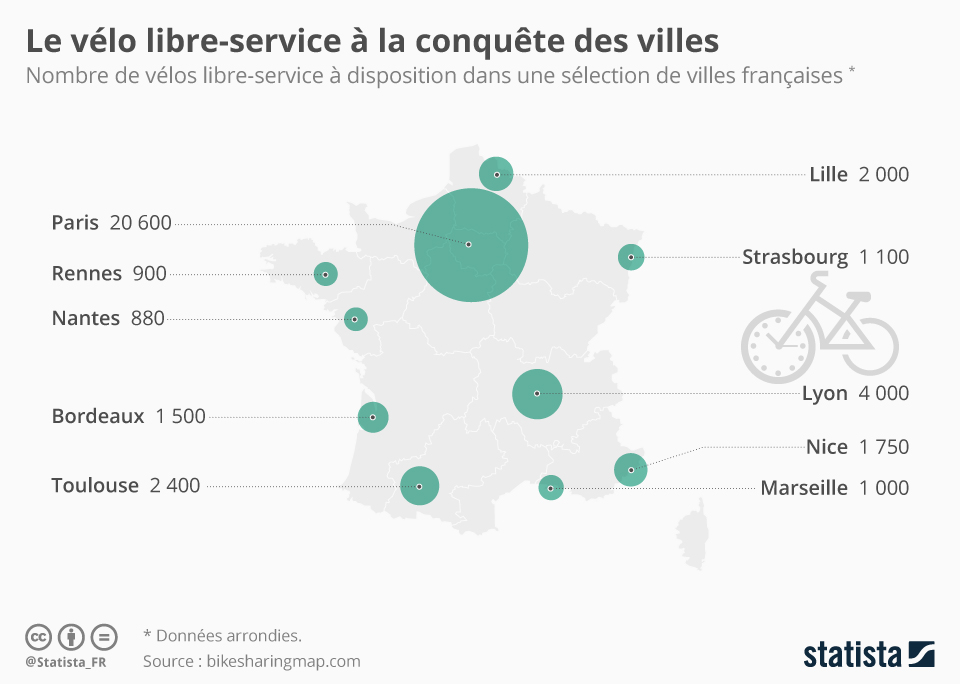 Le vélo libre-service à la conquête des villes
Nombre de vélos libre-service à disposition dans une sélection de villes françaises *
Lille 2 000
Paris 20 600
Strasbourg 1 100
Rennes 900
Nantes 880
Lyon 4 000
Bordeaux 1 500
Nice 1 750
Toulouse 2 400
Marseille 1 000
cc
* Données arrondies.
@Statista_FR
Source : bikesharingmap.com
statista